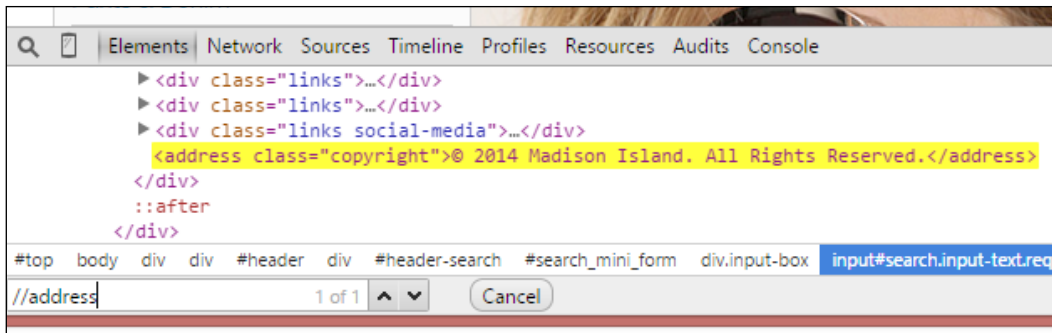 Elements Network Sources Timeline Profiles Resources Audits Console
▶<div class="links">…</div>
▶<div class="links">…</div>
▶<div class="links social-media">…</div>
<address class="copyright">© 2014 Madison Island. All Rights Reserved.</address>
</div>
::after
</div>
#top body div div #header div #header-search #search_mini_form div.input-box input#search.input-text.req
//address 1 of 1 Cancel